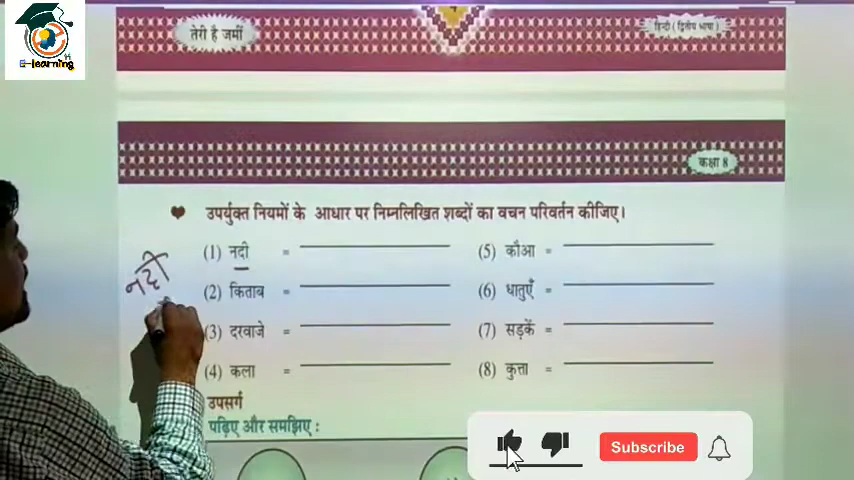 E-learning
तेरी है जमीं
हिन्दी (द्वितीय भाषा)
कक्षा 8
उपर्युक्त नियमों के आधार पर निम्नलिखित शब्दों का वचन परिवर्तन कीजिए।
(1) नदी =
(2) किताब =
(3) दरवाजे =
(4) कला =
(5) कौआ =
(6) धातुएँ =
(7) सड़कें =
(8) कुत्ता =
नदी
उपसर्ग
पढ़िए और समझिए :
Subscribe